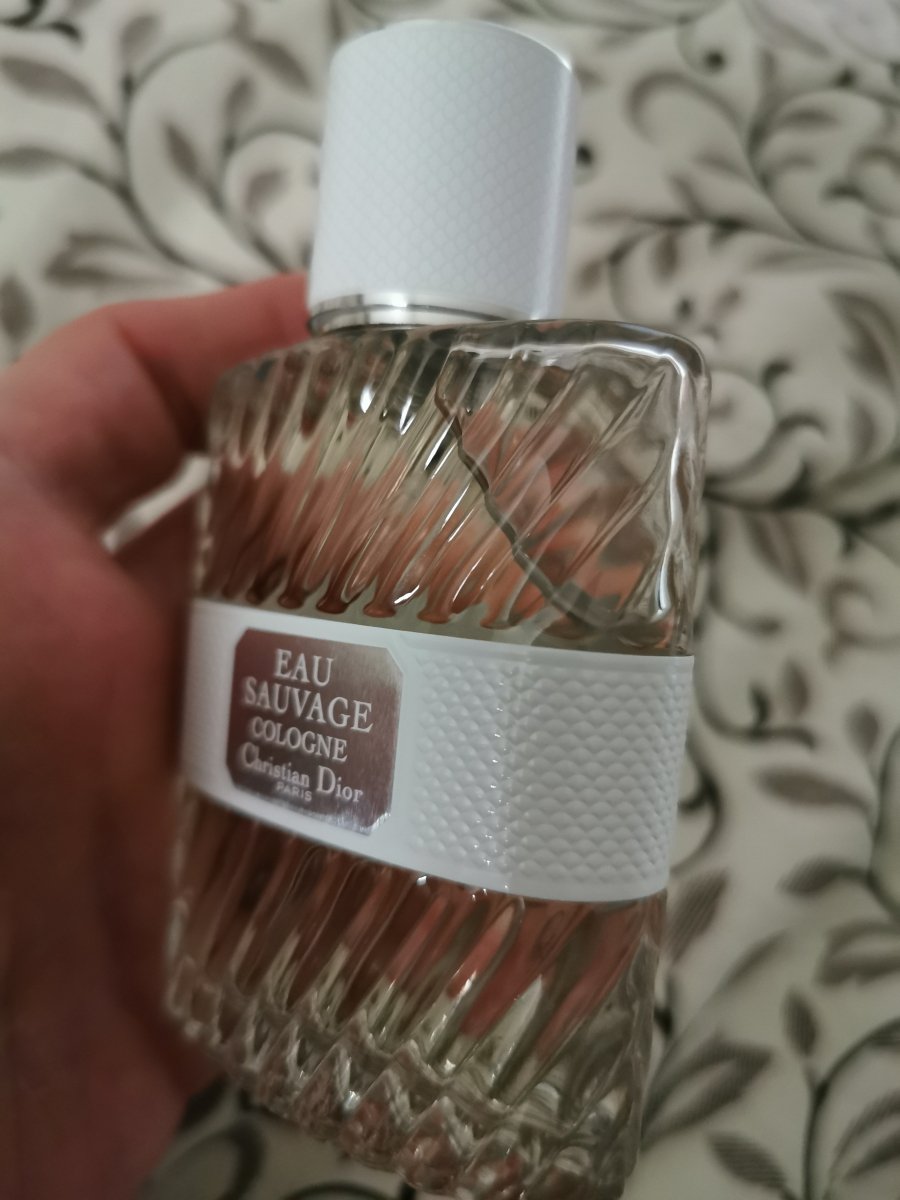 EAU
SAUVAGE
COLOGNE
Christian Dior
PARIS